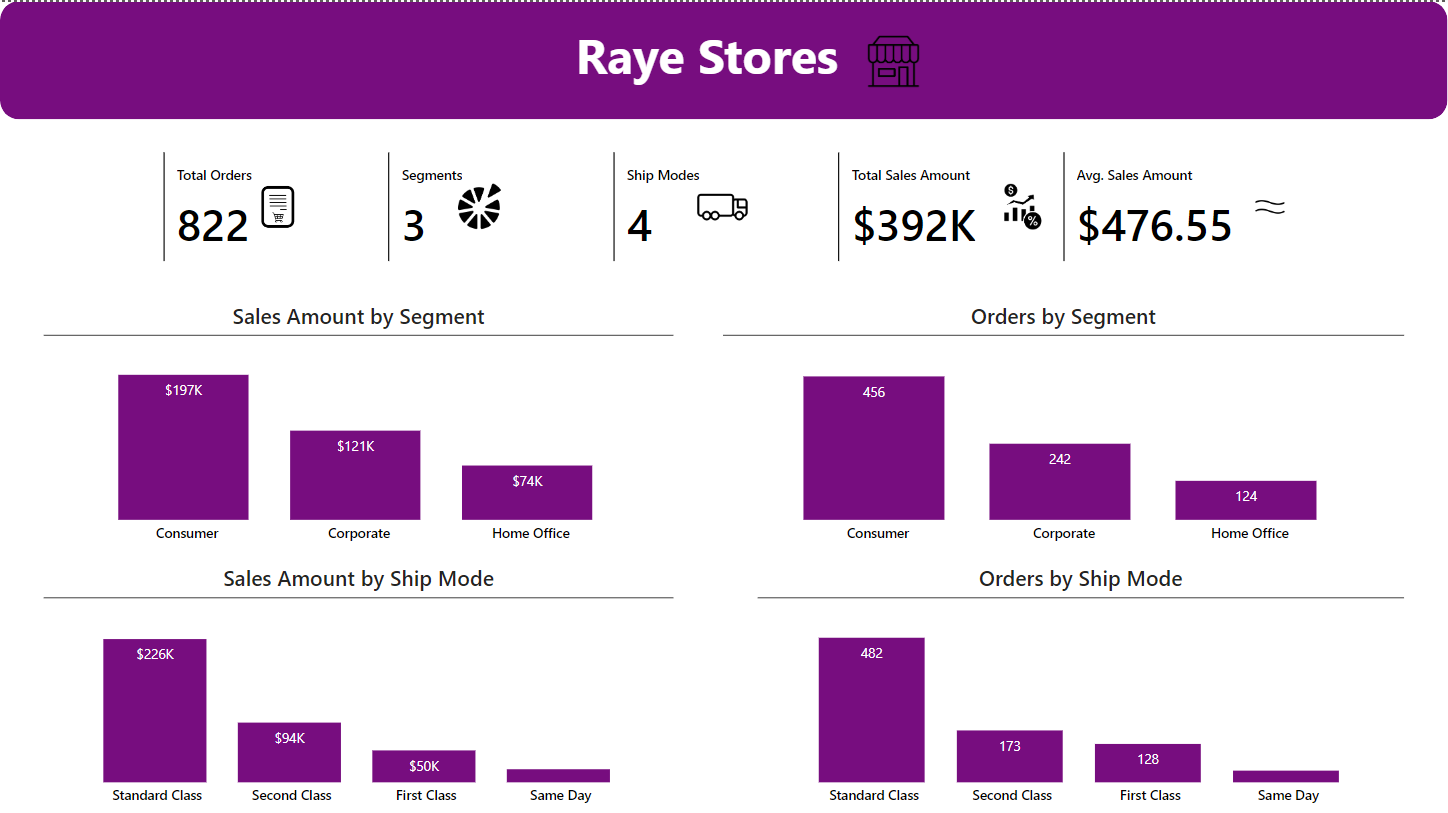 Raye Stores
Total Orders
822
Segments
3
Ship Modes
4
Total Sales Amount
$392K
$
%
Avg. Sales Amount
$476.55
Sales Amount by Segment
$197K
$121K
$74K
Consumer
Corporate
Home Office
Orders by Segment
456
242
124
Consumer
Corporate
Home Office
Sales Amount by Ship Mode
$226K
$94K
$50K
Standard Class
Second Class
First Class
Same Day
Orders by Ship Mode
482
173
128
Standard Class
Second Class
First Class
Same Day